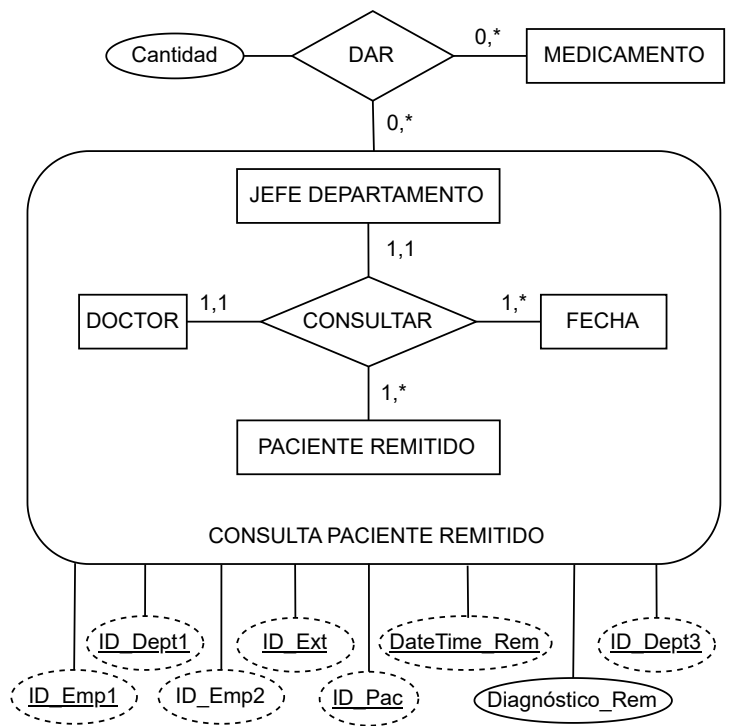 Cantidad
DAR
0,*
MEDICAMENTO
0,*
JEFE DEPARTAMENTO
1,1
DOCTOR
1,1
CONSULTAR
1,*
FECHA
1,*
PACIENTE REMITIDO
CONSULTA PACIENTE REMITIDO
ID_Dept1
ID_Ext
DateTime_Rem
ID_Dept3
ID_Emp1
ID_Emp2
ID_Pac
Diagnóstico_Rem